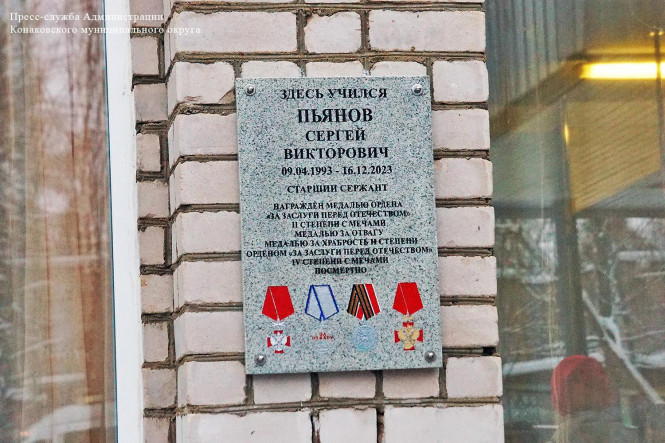 Пресс-служба Администрации
Конаковского муниципального округа
ЗДЕСЬ УЧИЛСЯ
ПЬЯНОВ
СЕРГЕЙ
ВИКТОРОВИЧ
09.04.1993 - 16.12.2023
СТАРШИЙ СЕРЖАНТ
НАГРАЖДЕН МЕДАЛЬЮ ОРДЕНА
«ЗА ЗАСЛУГИ ПЕРЕД ОТЕЧЕСТВОМ»
II СТЕПЕНИ С МЕЧАМИ
МЕДАЛЬЮ ЗА ОТВАГУ
МЕДАЛЬЮ ЗА ХРАБРОСТЬ II СТЕПЕНИ
ОРДЕНОМ «ЗА ЗАСЛУГИ ПЕРЕД ОТЕЧЕСТВОМ»
IV СТЕПЕНИ С МЕЧАМИ
ПОСМЕРТНО